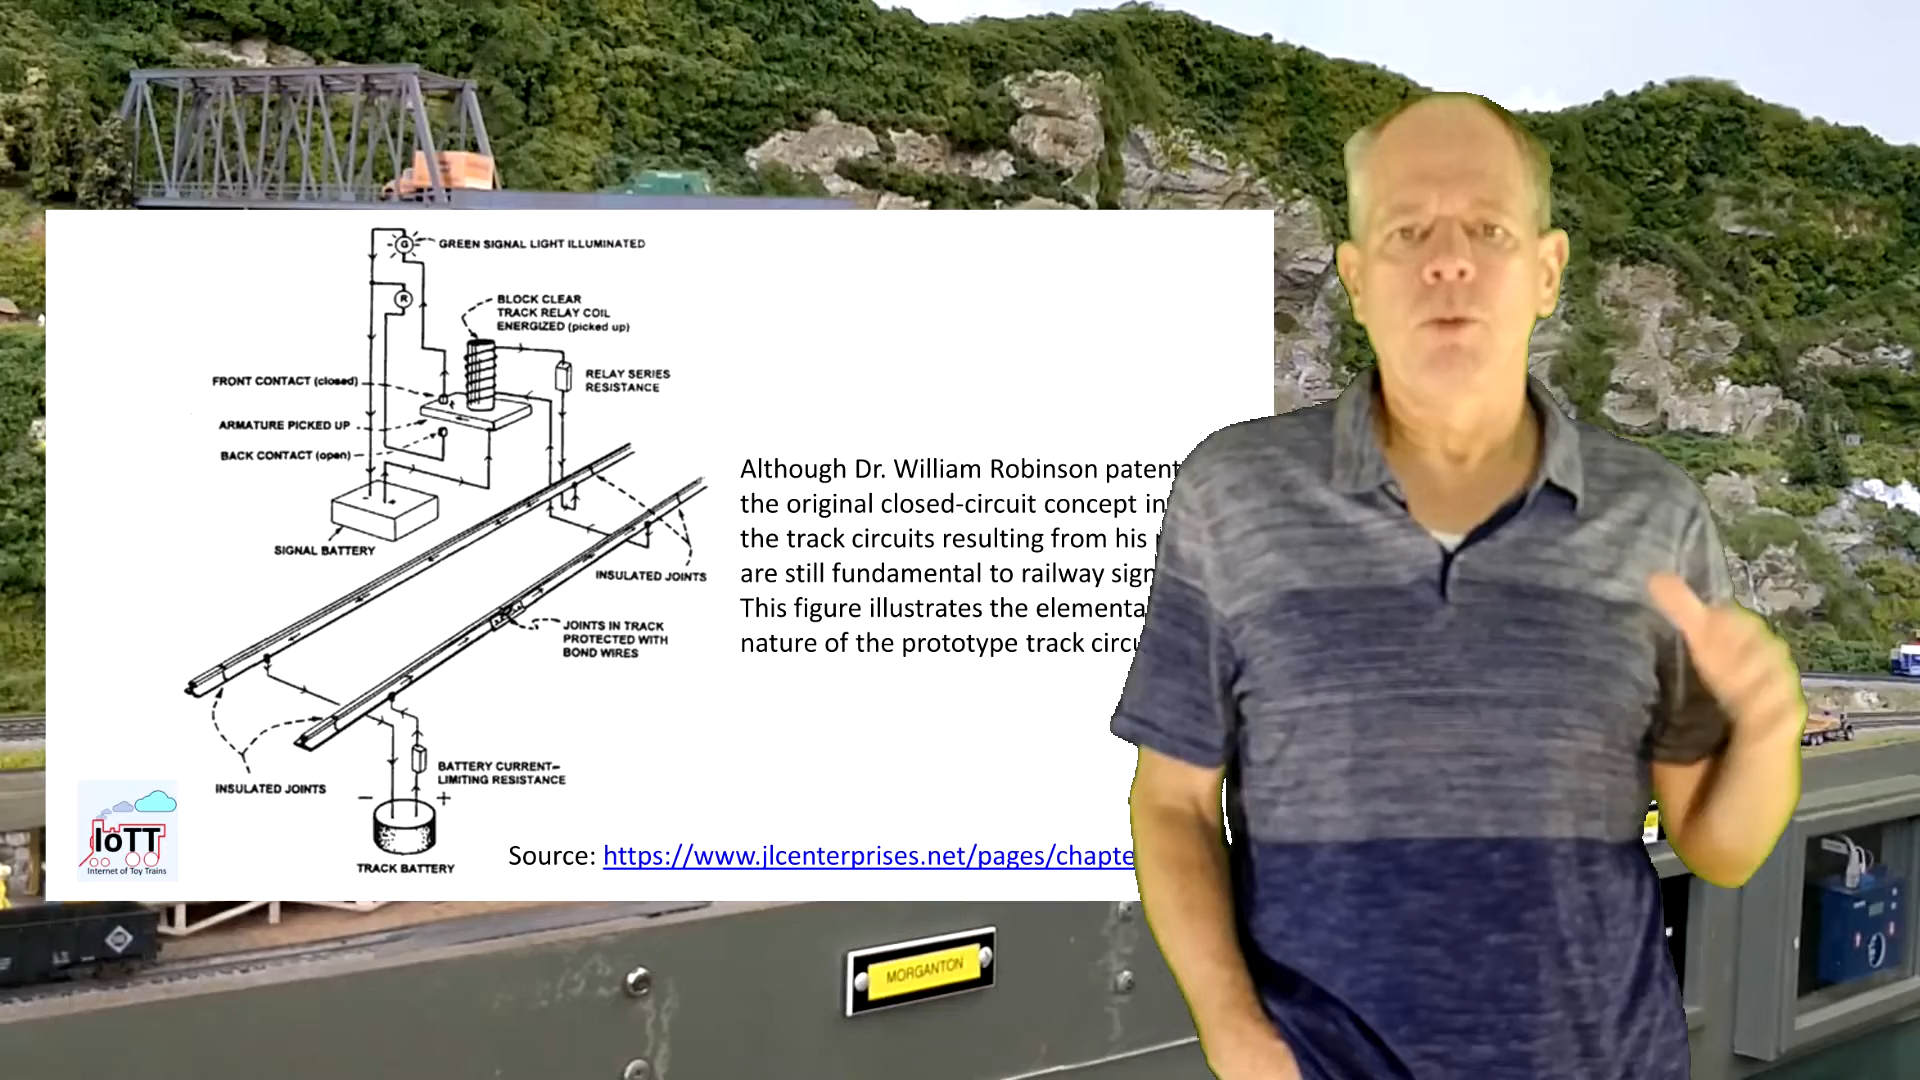 GREEN SIGNAL LIGHT ILLUMINATED
G
R
BLOCK CLEAR
TRACK RELAY COIL
ENERGIZED (picked up)
RELAY SERIES
RESISTANCE
FRONT CONTACT (closed)
ARMATURE PICKED UP
BACK CONTACT (open)
SIGNAL BATTERY
INSULATED JOINTS
JOINTS IN TRACK
PROTECTED WITH
BOND WIRES
INSULATED JOINTS
BATTERY CURRENT-
LIMITING RESISTANCE
- +
TRACK BATTERY
Although Dr. William Robinson patent
the original closed-circuit concept in
the track circuits resulting from his
are still fundamental to railway sign
This figure illustrates the elementa
nature of the prototype track circu
Source: https://www.jlcenterprises.net/pages/chapte
IoTT
Internet of Toy Trains
MORGANTON